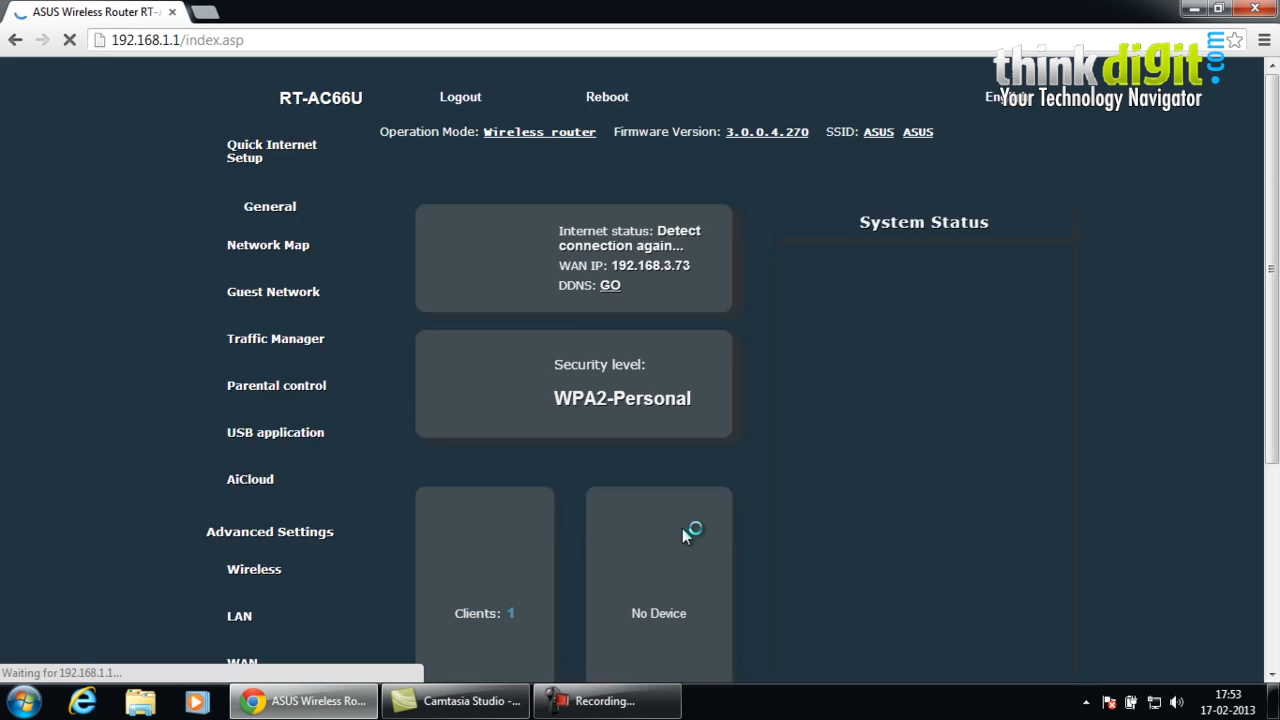 ASUS Wireless Router RT-A
192.168.1.1/index.asp
thinkdigit.com
Your Technology Navigator
RT-AC66U
Logout
Reboot
Operation Mode: Wireless router Firmware Version: 3.0.0.4.270 SSID: ASUS ASUS
Quick Internet
Setup
General
Network Map
Guest Network
Traffic Manager
Parental control
USB application
AiCloud
Advanced Settings
Wireless
LAN
WAN
Internet status: Detect
connection again...
WAN IP: 192.168.3.73
DDNS: GO
Security level:
WPA2-Personal
Clients: 1
No Device
System Status
Waiting for 192.168.1.1...
ASUS Wireless Ro...
Camtasia Studio -...
Recording...
17:53
17-02-2013